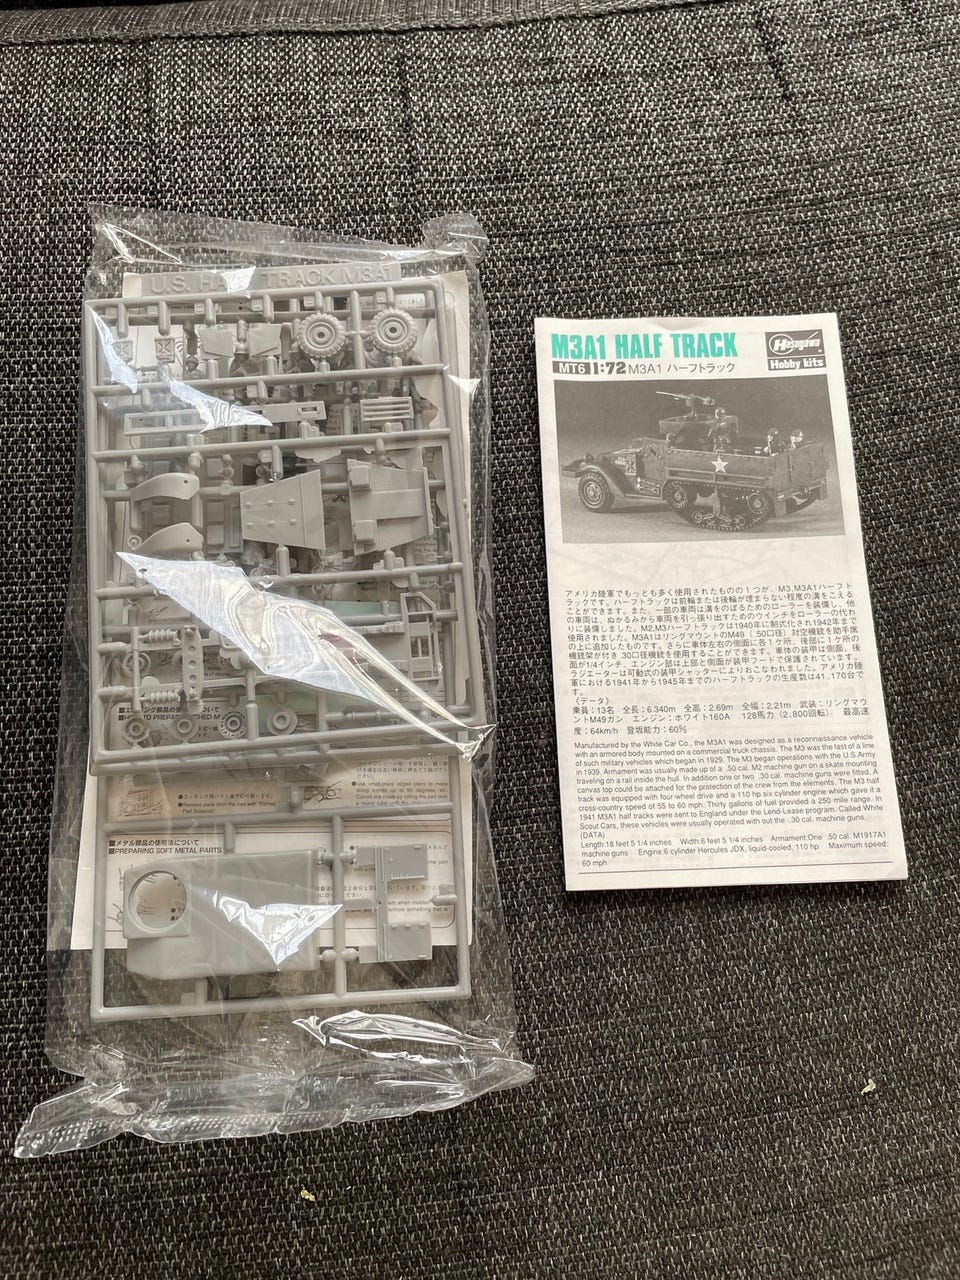 U.S. HALF TRACK M3A1
■メタル部品の使用法について
■PREPARING SOFT METAL PARTS
●Remove parts from the tree with "Etched
Part Scissors".
M3A1 HALF TRACK
MT6 1:72 M3A1 ハーフトラック
Hasegawa
Hobby kits
アメリカ陸軍でもっとも多く使用されたものの1つが、M3,M3A1ハーフト
ラックです。ハーフトラックは前輪または後輪が埋まらない程度の溝をこえる
ことができます。また、一部の車両は溝をのぼるためのローラーを装備し、他
の車両は、ぬかるみから車両を引っ張り出すためのウインチをローラーの代わ
りに装備しました。M2,M3ハーフトラックは1940年に制式化され1942年まで
使用されました。M3A1はリングマウントのM49（.50口径）対空機銃を助手席
の上に追加したものです。さらに車体左右の側面に各1ケ所、後部に1ケ所の
機銃架が付き.30口径機銃を使用することができます。車体の装甲は側面、後
面が1/4インチ、エンジン部は上部と側面が装甲フードで保護されています。
ラジエーターは可動式の装甲シャッターによりおこなわれました。アメリカ陸
軍における1941年から1945年までのハーフトラックの生産数は41,170台で
す。
（データ）
乗員：13名 全長：6.340m 全高：2.69m 全幅：2.21m 武装：リングマウ
ントM49ガン エンジン：ホワイト160A 128馬力（2,800回転） 最高速
度：64km/h 登坂能力：60％
Manufactured by the White Car Co., the M3A1 was designed as a reconnaissance vehicle
with an armored body mounted on a commercial truck chassis. The M3 was the last of a line
of such military vehicles which began in 1929. The M3 began operations with the U.S.Army
in 1939. Armament was usually made up of a .50 cal. M2 machine gun on a skate mounting
traveling on a rail inside the hull. In addition one or two .30 cal. machine guns were fitted. A
canvas top could be attached for the protection of the crew from the elements. The M3 half
track was equipped with four-wheel drive and a 110 hp six cylinder engine which gave it a
cross-country speed of 55 to 60 mph. Thirty gallons of fuel provided a 250 mile range. In
1941 M3A1 half tracks were sent to England under the Lend-Lease program. Called White
Scout Cars, these vehicles were usually operated with out the .30 cal. machine guns.
(DATA)
Length:18 feet 5 1/4 inches Width:6 feet 5 1/4 inches Armament:One .50 cal. M1917A1
machine guns Engine:6 cylinder Hercules JDX, liquid-cooled, 110 hp Maximum speed:
60 mph